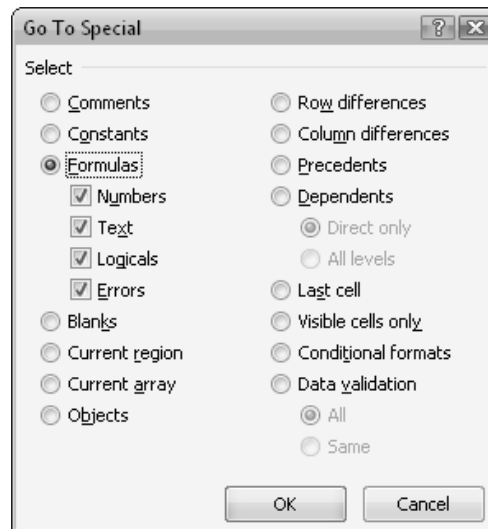 Go To Special
Select
Comments
Constants
Formulas
Numbers
Text
Logicals
Errors
Blanks
Current region
Current array
Objects
Row differences
Column differences
Precedents
Dependents
Direct only
All levels
Last cell
Visible cells only
Conditional formats
Data validation
All
Same
OK
Cancel